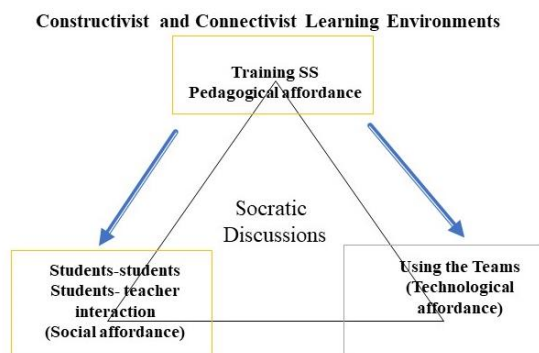 Constructivist and Connectivist Learning Environments
Training SS
Pedagogical affordance
Socratic
Discussions
Students-students
Students- teacher
interaction
(Social affordance)
Using the Teams
(Technological
affordance)